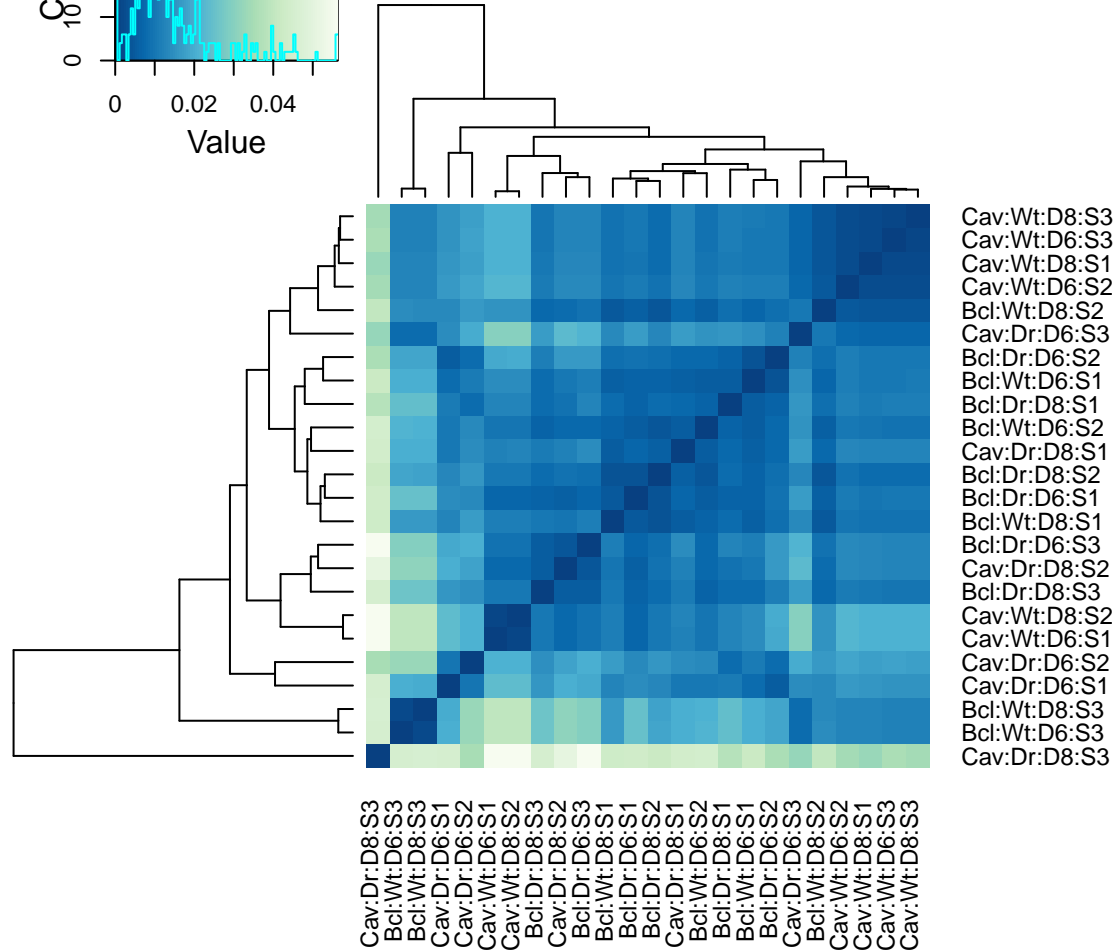 10
0
0 0.02 0.04
Value
Cav:Wt:D8:S3
Cav:Wt:D6:S3
Cav:Wt:D8:S1
Cav:Wt:D6:S2
Bcl:Wt:D8:S2
Cav:Dr:D6:S3
Bcl:Dr:D6:S2
Bcl:Wt:D6:S1
Bcl:Dr:D8:S1
Bcl:Wt:D6:S2
Cav:Dr:D8:S1
Bcl:Dr:D8:S2
Bcl:Dr:D6:S1
Bcl:Wt:D8:S1
Bcl:Dr:D6:S3
Cav:Dr:D8:S2
Bcl:Dr:D8:S3
Cav:Wt:D8:S2
Cav:Wt:D6:S1
Cav:Dr:D6:S2
Cav:Dr:D6:S1
Bcl:Wt:D8:S3
Bcl:Wt:D6:S3
Cav:Dr:D8:S3
Cav:Dr:D8:S3
Bcl:Wt:D6:S3
Bcl:Wt:D8:S3
Cav:Dr:D6:S1
Cav:Dr:D6:S2
Cav:Wt:D6:S1
Cav:Wt:D8:S2
Bcl:Dr:D8:S3
Cav:Dr:D8:S2
Bcl:Dr:D6:S3
Bcl:Wt:D8:S1
Bcl:Dr:D6:S1
Bcl:Dr:D8:S2
Cav:Dr:D8:S1
Bcl:Wt:D6:S2
Bcl:Dr:D8:S1
Bcl:Wt:D6:S1
Bcl:Dr:D6:S2
Cav:Dr:D6:S3
Bcl:Wt:D8:S2
Cav:Wt:D6:S2
Cav:Wt:D8:S1
Cav:Wt:D6:S3
Cav:Wt:D8:S3